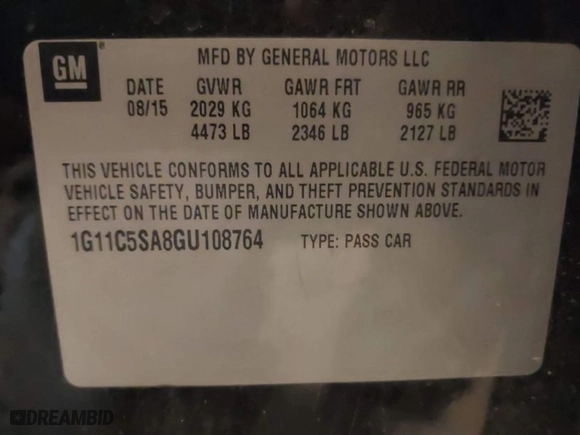 GM
MFD BY GENERAL MOTORS LLC
DATE GVWR GAWR FRT GAWR RR
08/15 2029 KG 1064 KG 965 KG
4473 LB 2346 LB 2127 LB
THIS VEHICLE CONFORMS TO ALL APPLICABLE U.S. FEDERAL MOTOR
VEHICLE SAFETY, BUMPER, AND THEFT PREVENTION STANDARDS IN
EFFECT ON THE DATE OF MANUFACTURE SHOWN ABOVE.
1G11C5SA8GU108764 TYPE: PASS CAR
DREAMBID